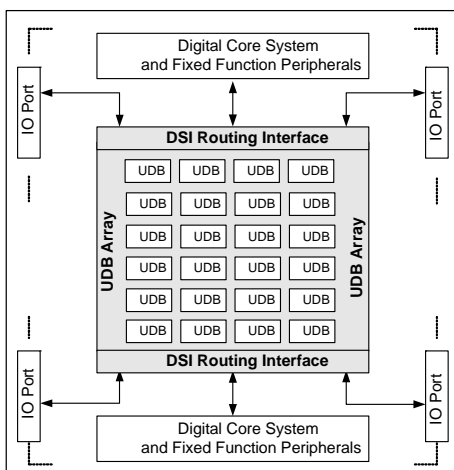 Digital Core System
and Fixed Function Peripherals
IO Port
IO Port
DSI Routing Interface
UDB Array
UDB UDB UDB UDB
UDB UDB UDB UDB
UDB UDB UDB UDB
UDB UDB UDB UDB
UDB UDB UDB UDB
UDB UDB UDB UDB
UDB Array
DSI Routing Interface
IO Port
IO Port
Digital Core System
and Fixed Function Peripherals